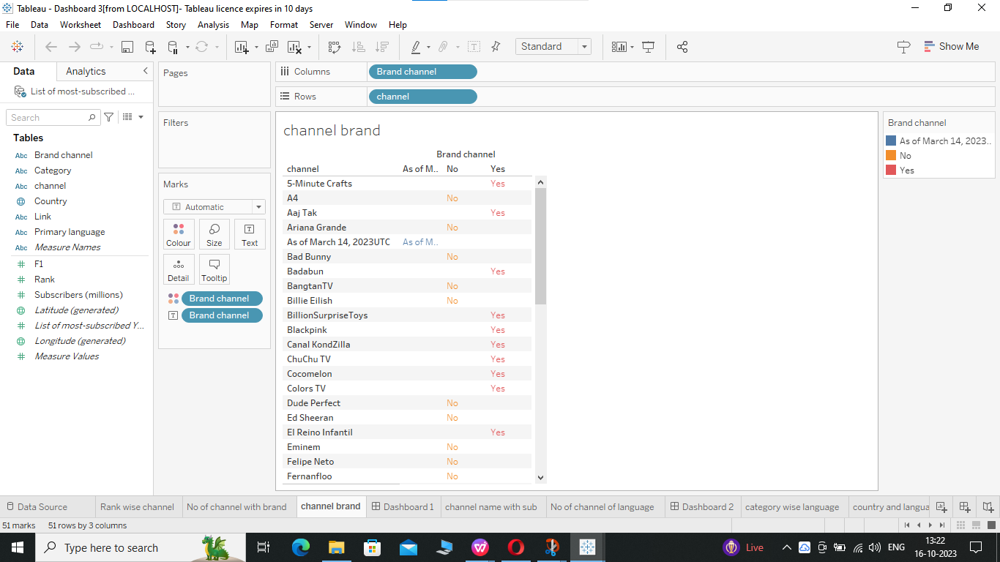 Tableau - Dashboard 3[from LOCALHOST]- Tableau licence expires in 10 days
File Data Worksheet Dashboard Story Analysis Map Format Server Window Help
Standard
Show Me
Data Analytics
List of most-subscribed ...
Search
Tables
Abc Brand channel
Abc Category
Abc channel
Country
Abc Link
Abc Primary language
Abc Measure Names
F1
Rank
Subscribers (millions)
Latitude (generated)
List of most-subscribed Y...
Longitude (generated)
Measure Values
Pages
Filters
Marks
Automatic
Colour Size Text
Detail Tooltip
Brand channel
Brand channel
Columns Brand channel
Rows channel
channel brand
Brand channel
channel As of M.. No Yes
5-Minute Crafts Yes
A4 No
Aaj Tak Yes
Ariana Grande No
As of March 14, 2023UTC As of M..
Bad Bunny No
Badabun Yes
BangtanTV No
Billie Eilish No
BillionSurpriseToys Yes
Blackpink Yes
Canal KondZilla Yes
ChuChu TV Yes
Cocomelon Yes
Colors TV Yes
Dude Perfect No
Ed Sheeran No
El Reino Infantil Yes
Eminem No
Felipe Neto No
Fernanfloo No
Brand channel
As of March 14, 2023..
No
Yes
Data Source Rank wise channel No of channel with brand channel brand Dashboard 1 channel name with sub No of channel of language Dashboard 2 category wise language country and langua
51 marks 51 rows by 3 columns
Type here to search
Live
ENG
13:22
16-10-2023